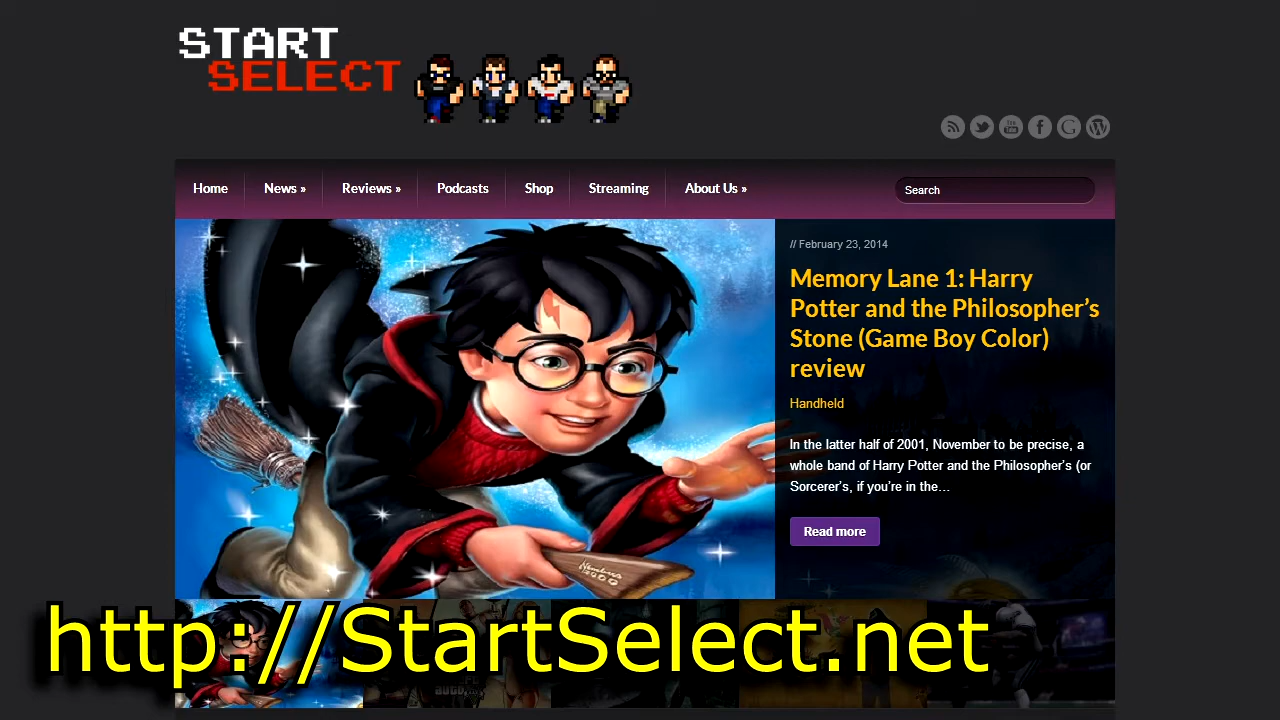 START
SELECT
Home
News »
Reviews »
Podcasts
Shop
Streaming
About Us »
Search
// February 23, 2014
Memory Lane 1: Harry
Potter and the Philosopher’s
Stone (Game Boy Color)
review
Handheld
In the latter half of 2001, November to be precise, a
whole band of Harry Potter and the Philosopher’s (or
Sorcerer’s, if you’re in the…
Read more
Nimbus
2000
http://StartSelect.net